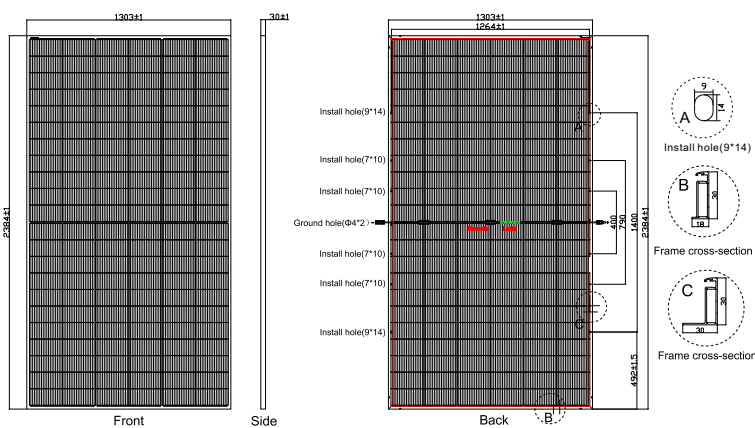 1303±1
30±1
1303±1
1264±1
2384±1
Install hole(9*14)
Install hole(7*10)
Install hole(7*10)
Ground hole(Φ4*2)
Install hole(7*10)
Install hole(7*10)
Install hole(9*14)
A
C
B
400
790
1400
2384±1
492±1.5
9
14
A
Install hole(9*14)
B
30
18
Frame cross-section
C
30
30
Frame cross-section
Front
Side
Back